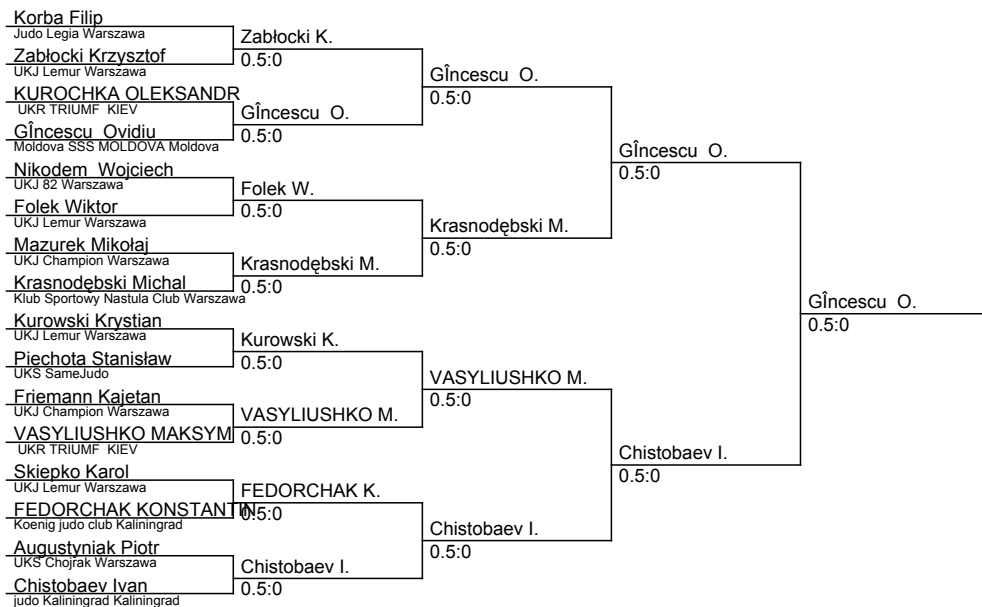 Korba Filip
Judo Legia Warszawa
Zabłocki Krzysztof
UKJ Lemur Warszawa
KUROCHKA OLEKSANDR
UKR TRIUMF KIEV
GÎncescu Ovidiu
Moldova SSS MOLDOVA Moldova
Nikodem Wojciech
UKJ 82 Warszawa
Folek Wiktor
UKJ Lemur Warszawa
Mazurek Mikołaj
UKJ Champion Warszawa
Krasnodębski Michal
Klub Sportowy Nastula Club Warszawa
Kurowski Krystian
UKJ Lemur Warszawa
Piechota Stanisław
UKS SameJudo
Friemann Kajetan
UKJ Champion Warszawa
VASYLIUSHKO MAKSYM
UKR TRIUMF KIEV
Skiepko Karol
UKJ Lemur Warszawa
FEDORCHAK KONSTANTIN
Koenig judo club Kaliningrad
Augustyniak Piotr
UKS Chojrak Warszawa
Chistobaev Ivan
judo Kaliningrad Kaliningrad
Zabłocki K.
0.5:0
GÎncescu O.
0.5:0
Folek W.
0.5:0
Krasnodębski M.
0.5:0
Kurowski K.
0.5:0
VASYLIUSHKO M.
0.5:0
FEDORCHAK K.
0.5:0
Chistobaev I.
0.5:0
GÎncescu O.
0.5:0
Krasnodębski M.
0.5:0
VASYLIUSHKO M.
0.5:0
Chistobaev I.
0.5:0
GÎncescu O.
0.5:0
Chistobaev I.
0.5:0
GÎncescu O.
0.5:0